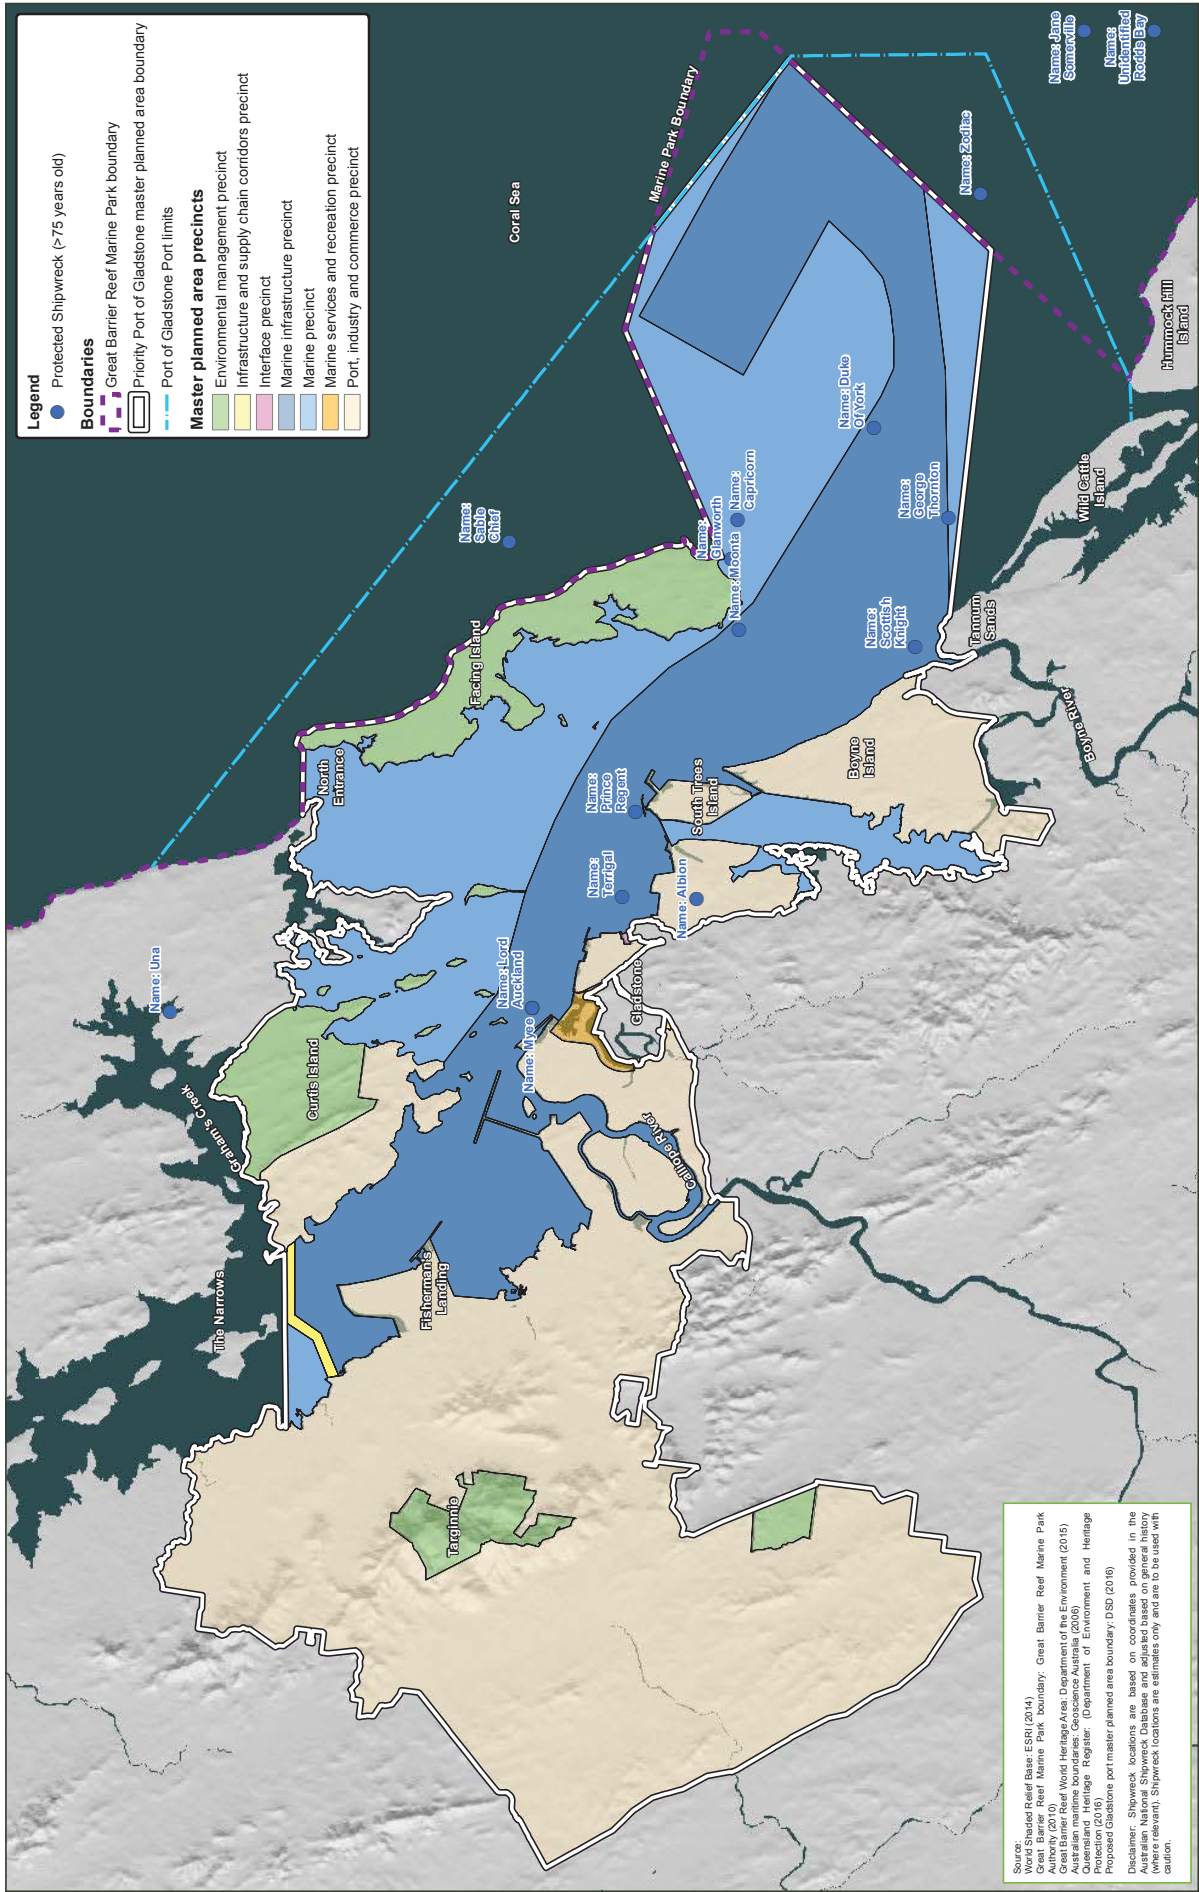 Legend
Protected Shipwreck (>75 years old)
Boundaries
Great Barrier Reef Marine Park boundary
Priority Port of Gladstone master planned area boundary
Port of Gladstone Port limits
Master planned area precincts
Environmental management precinct
Infrastructure and supply chain corridors precinct
Interface precinct
Marine infrastructure precinct
Marine precinct
Marine services and recreation precinct
Port, industry and commerce precinct
Coral Sea
Marine Park Boundary
Name: Jane
Somerville
Name:
Unidentified
Rodds Bay
Name: Zodiac
Hummock Hill
Island
Wild Cattle
Island
Name: Duke
Of York
Name:
George
Thornton
Name:
Capricorn
Name:
Glanworth
Name: Moonta
Name:
Sable
Chief
Name:
Scottish
Knight
Tannum
Sands
Boyne River
Boyne
Island
South Trees
Island
Facing Island
North
Entrance
Name:
Prince
Regent
Name:
Terrigal
Name: Albion
Name: Lord
Auckland
Name: Myee
Gladstone
Calliope River
Name: Una
Graham's Creek
Curtis Island
The Narrows
Fisherman's
Landing
Targinnie
Source:
World Shaded Relief Base: ESRI (2014)
Great Barrier Reef Marine Park boundary: Great Barrier Reef Marine Park
Authority (2010)
Great Barrier Reef World Heritage Area: Department of the Environment (2015)
Australian maritime boundaries: Geoscience Australia (2006)
Queensland Heritage Register: (Department of Environment and Heritage
Protection (2016)
Proposed Gladstone port master planned area boundary: DSD (2016)
Disclaimer: Shipwreck locations are based on coordinates provided in the
Australian National Shipwreck Database and adjusted based on general history
(where relevant). Shipwreck locations are estimates only and are to be used with
caution.